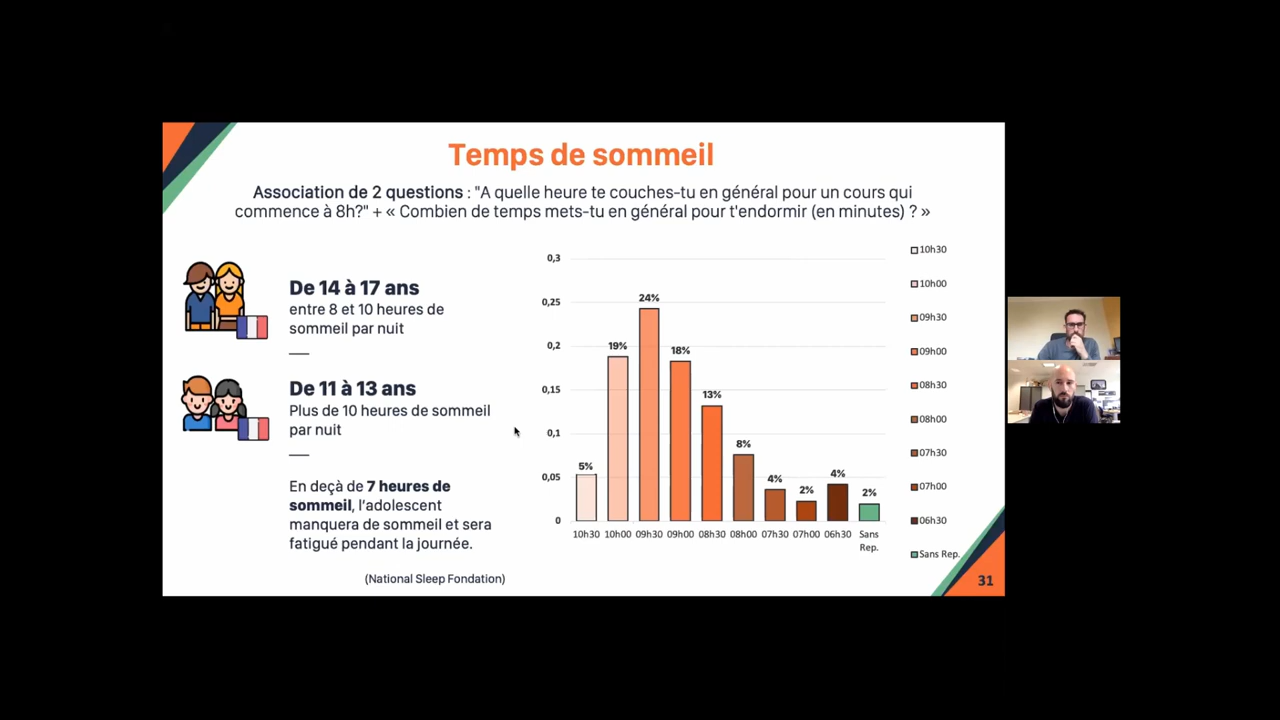 Temps de sommeil
Association de 2 questions : "A quelle heure te couches-tu en général pour un cours qui
commence à 8h?" + « Combien de temps mets-tu en général pour t'endormir (en minutes) ? »
De 14 à 17 ans
entre 8 et 10 heures de
sommeil par nuit
De 11 à 13 ans
Plus de 10 heures de sommeil
par nuit
En deçà de 7 heures de
sommeil, l'adolescent
manquera de sommeil et sera
fatigué pendant la journée.
(National Sleep Fondation)
0,3
0,25
0,2
0,15
0,1
0,05
0
5%
19%
24%
18%
13%
8%
4%
2%
4%
2%
10h30 10h00 09h30 09h00 08h30 08h00 07h30 07h00 06h30 Sans
Rep.
10h30
10h00
09h30
09h00
08h30
08h00
07h30
07h00
06h30
Sans Rep.
31